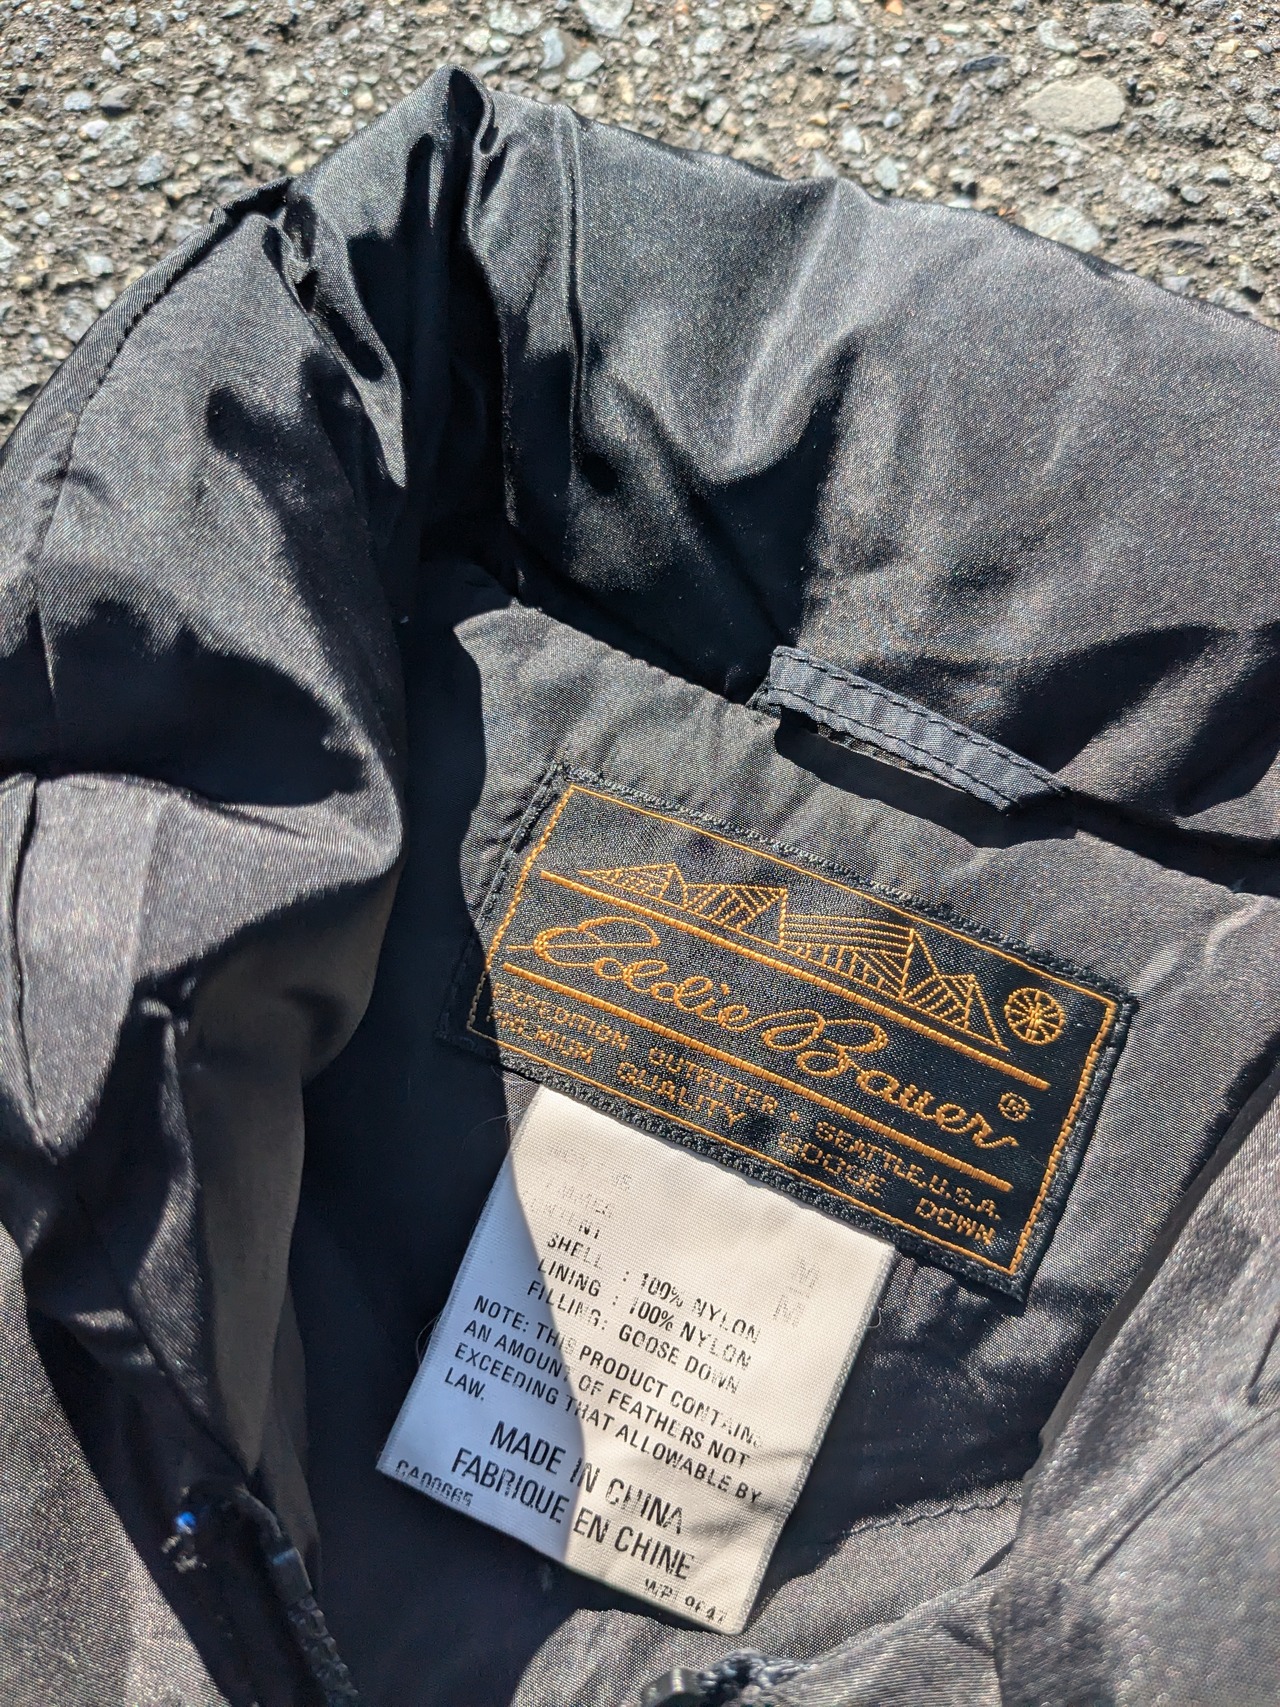 Eddie Bauer®
EXPEDITION OUTFITTER • SEATTLE, U.S.A.
PREMIUM QUALITY GOOSE DOWN
M
M
SHELL : 100% NYLON
LINING : 100% NYLON
FILLING: GOOSE DOWN
NOTE: THIS PRODUCT CONTAINS
AN AMOUNT OF FEATHERS NOT
EXCEEDING THAT ALLOWABLE BY
LAW.
MADE IN CHINA
FABRIQUE EN CHINE
CA00665